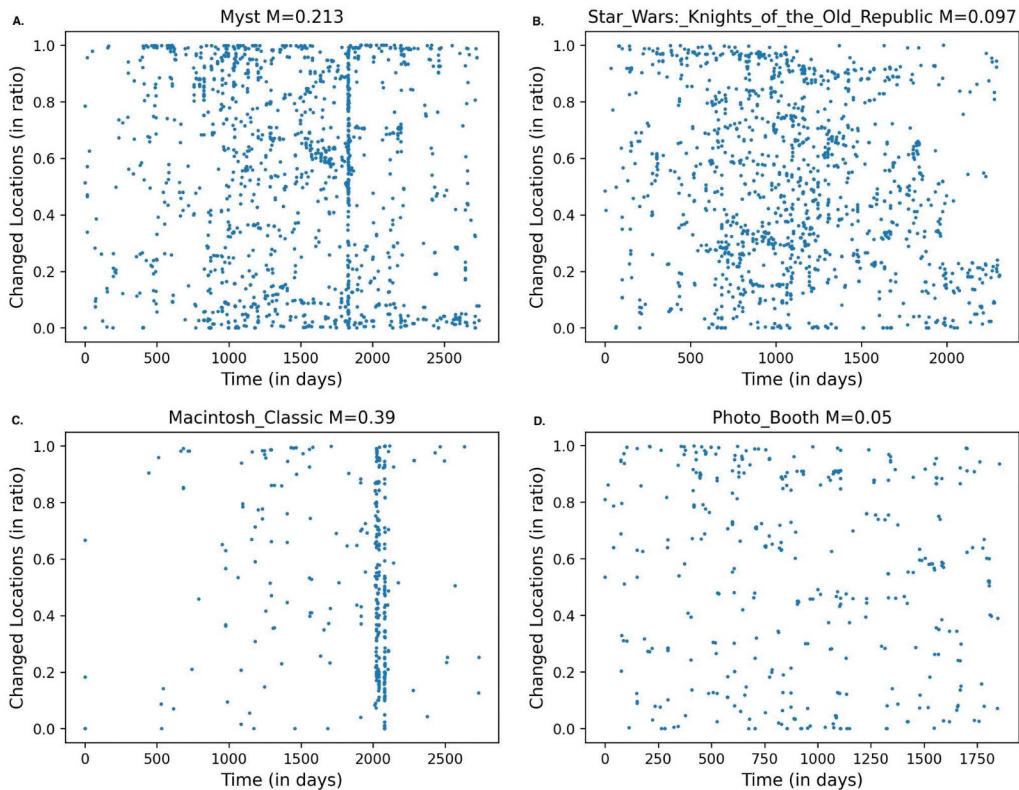 A.
Myst M=0.213
Changed Locations (in ratio)
1.0
0.8
0.6
0.4
0.2
0.0
0 500 1000 1500 2000 2500
Time (in days)
B.
Star_Wars:_Knights_of_the_Old_Republic M=0.097
Changed Locations (in ratio)
1.0
0.8
0.6
0.4
0.2
0.0
0 500 1000 1500 2000
Time (in days)
C.
Macintosh_Classic M=0.39
Changed Locations (in ratio)
1.0
0.8
0.6
0.4
0.2
0.0
0 500 1000 1500 2000 2500
Time (in days)
D.
Photo_Booth M=0.05
Changed Locations (in ratio)
1.0
0.8
0.6
0.4
0.2
0.0
0 250 500 750 1000 1250 1500 1750
Time (in days)